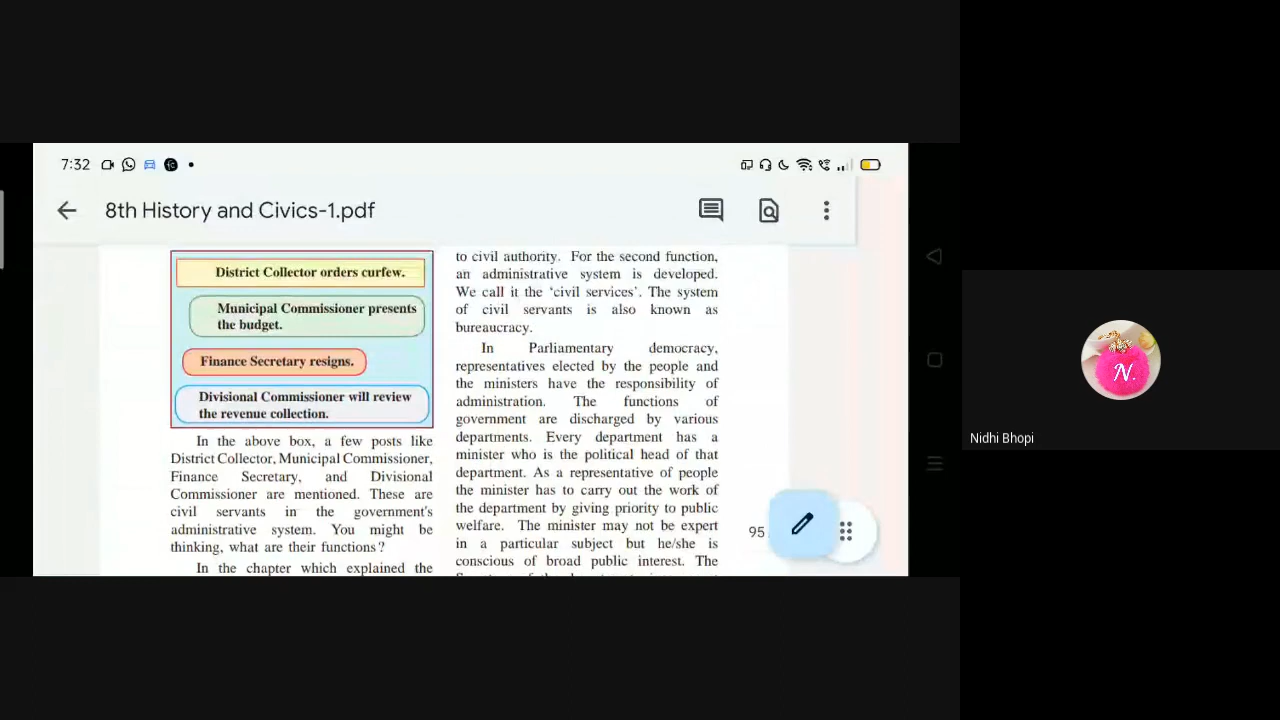 7:32
8th History and Civics-1.pdf
District Collector orders curfew.
Municipal Commissioner presents
the budget.
Finance Secretary resigns.
Divisional Commissioner will review
the revenue collection.
In the above box, a few posts like
District Collector, Municipal Commissioner,
Finance Secretary, and Divisional
Commissioner are mentioned. These are
civil servants in the government's
administrative system. You might be
thinking, what are their functions?
In the chapter which explained the
to civil authority. For the second function,
an administrative system is developed.
We call it the ‘civil services’. The system
of civil servants is also known as
bureaucracy.
In Parliamentary democracy,
representatives elected by the people and
the ministers have the responsibility of
administration. The functions of
government are discharged by various
departments. Every department has a
minister who is the political head of that
department. As a representative of people
the minister has to carry out the work of
the department by giving priority to public
welfare. The minister may not be expert
in a particular subject but he/she is
conscious of broad public interest. The
95
N.
Nidhi Bhopi